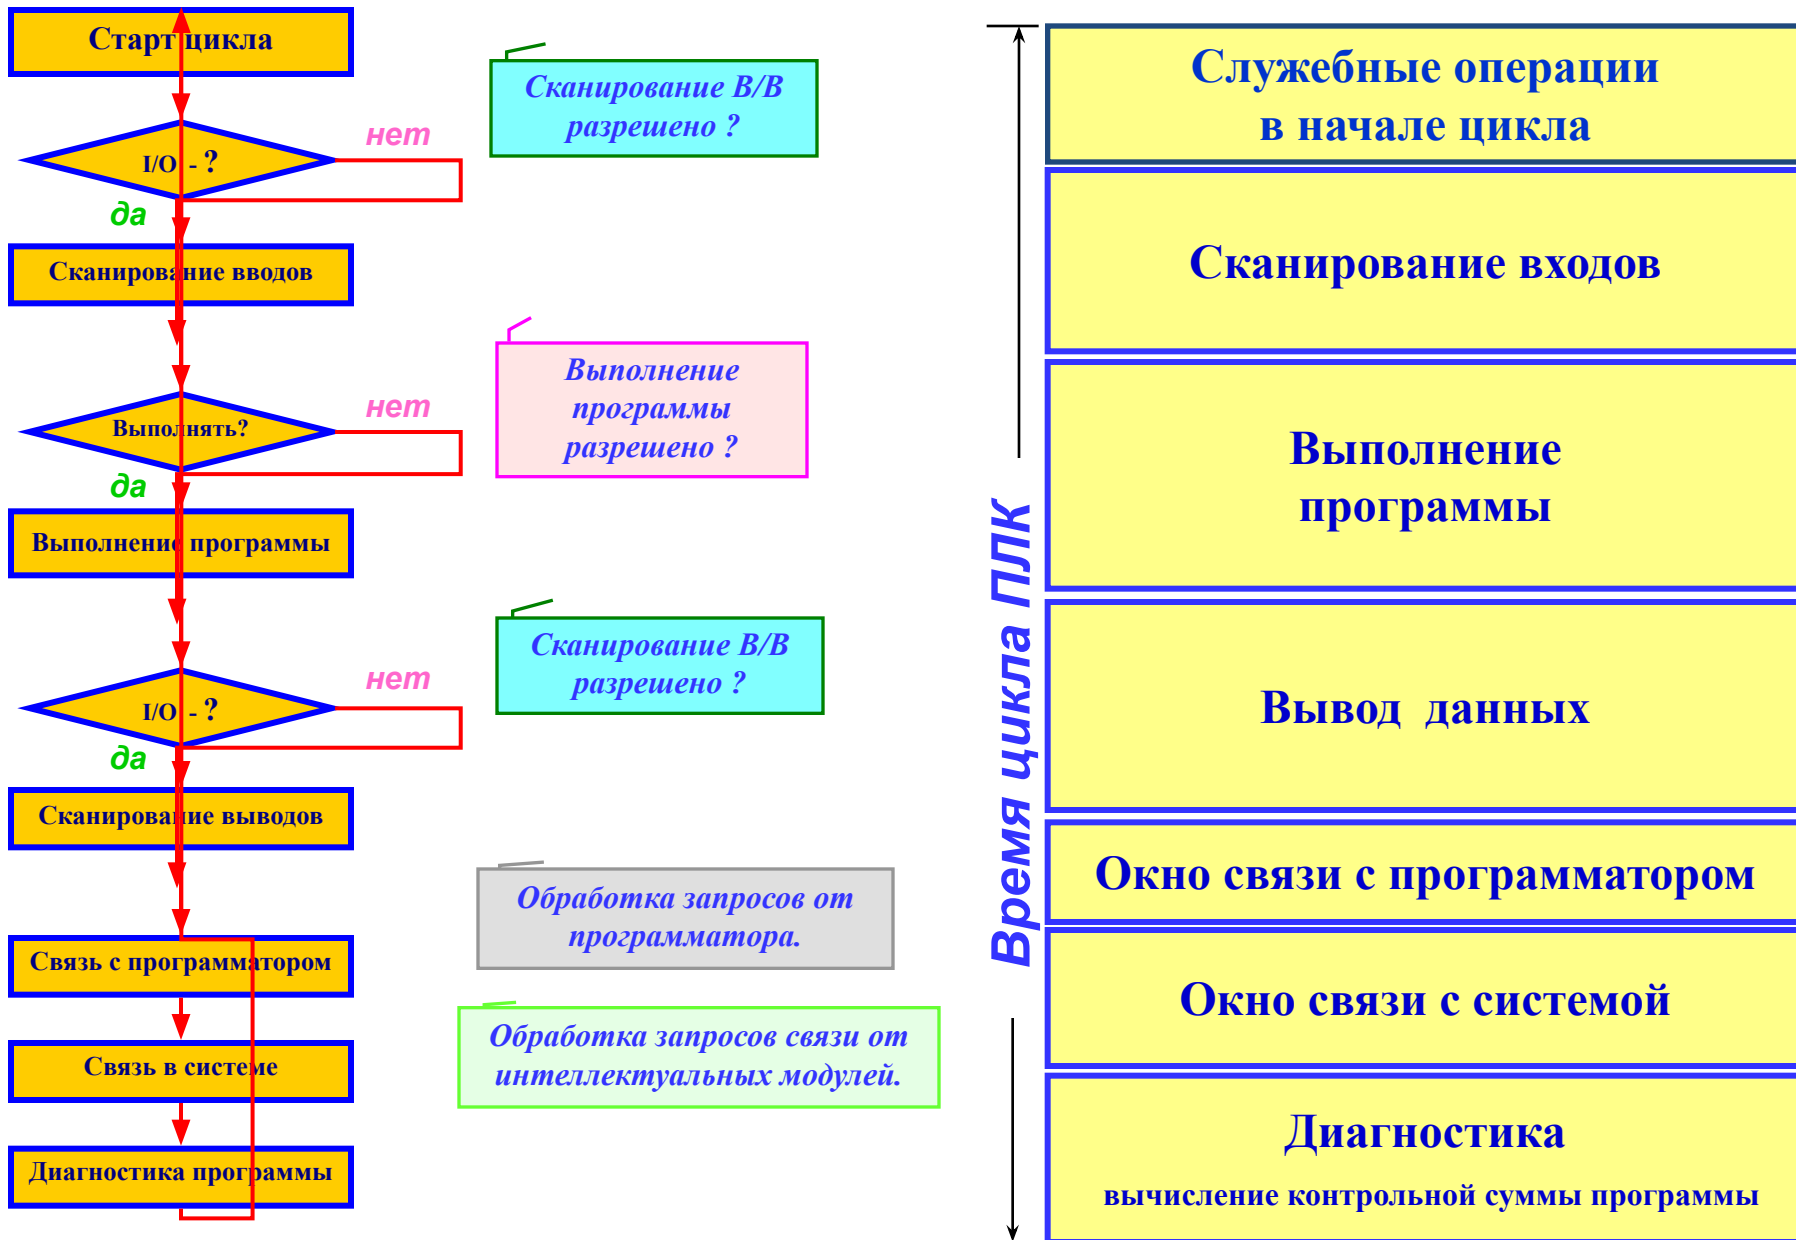 Старт цикла
I/O - ?
нет
да
Сканирование вводов
Выполнять?
нет
да
Выполнение программы
I/O - ?
нет
да
Сканирование выводов
Связь с программатором
Связь в системе
Диагностика программы
Сканирование В/В
разрешено ?
Выполнение
программы
разрешено ?
Сканирование В/В
разрешено ?
Обработка запросов от
программатора.
Обработка запросов связи от
интеллектуальных модулей.
Время цикла ПЛК
Служебные операции
в начале цикла
Сканирование входов
Выполнение
программы
Вывод данных
Окно связи с программатором
Окно связи с системой
Диагностика
вычисление контрольной суммы программы